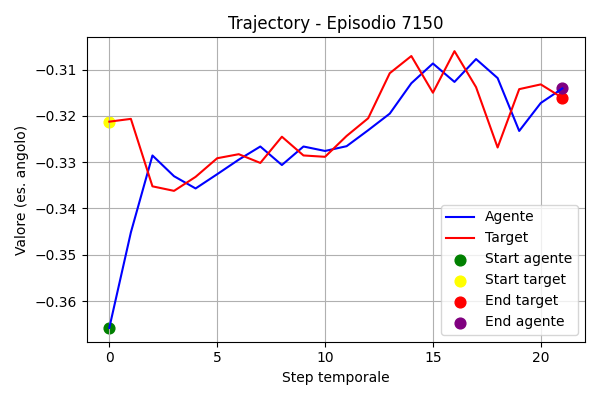 Trajectory - Episodio 7150
Valore (es. angolo)
−0.31
−0.32
−0.33
−0.34
−0.35
−0.36
Agente
Target
Start agente
Start target
End target
End agente
0 5 10 15 20
Step temporale